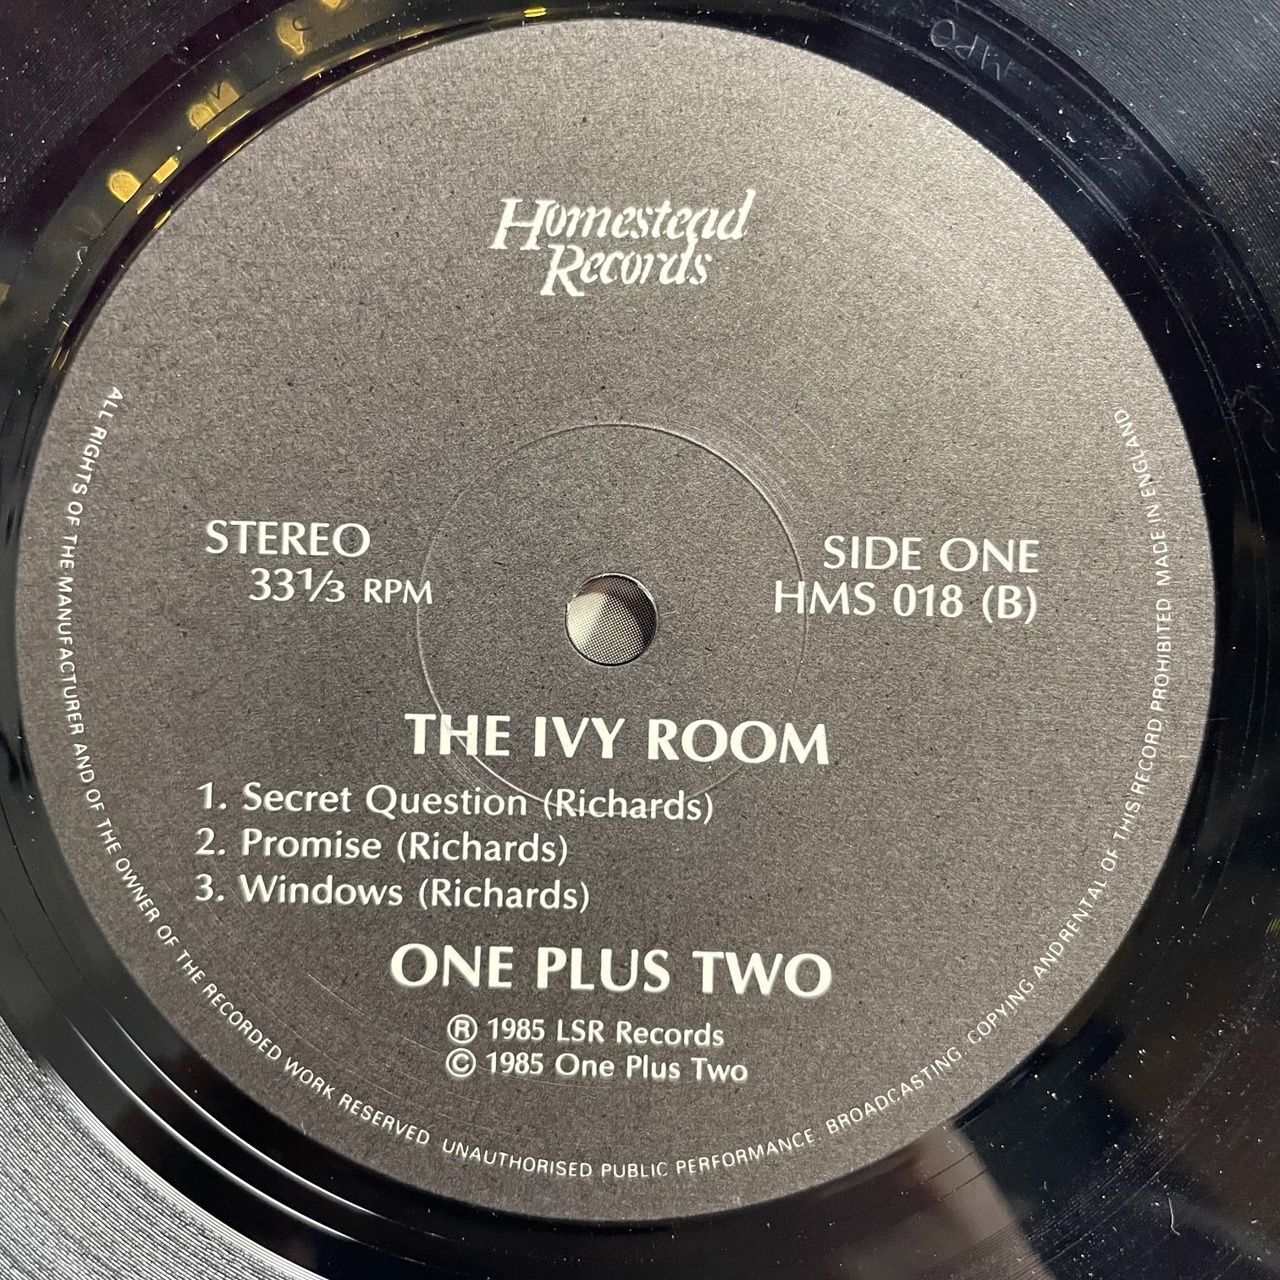 Homestead
Records
STEREO
33⅓ RPM
SIDE ONE
HMS 018 (B)
THE IVY ROOM
1. Secret Question (Richards)
2. Promise (Richards)
3. Windows (Richards)
ONE PLUS TWO
Ⓡ 1985 LSR Records
© 1985 One Plus Two
ALL RIGHTS OF THE MANUFACTURER AND OF THE OWNER OF THE RECORDED WORK RESERVED UNAUTHORISED PUBLIC PERFORMANCE BROADCASTING COPYING AND RENTAL OF THIS RECORD PROHIBITED MADE IN ENGLAND
MPO